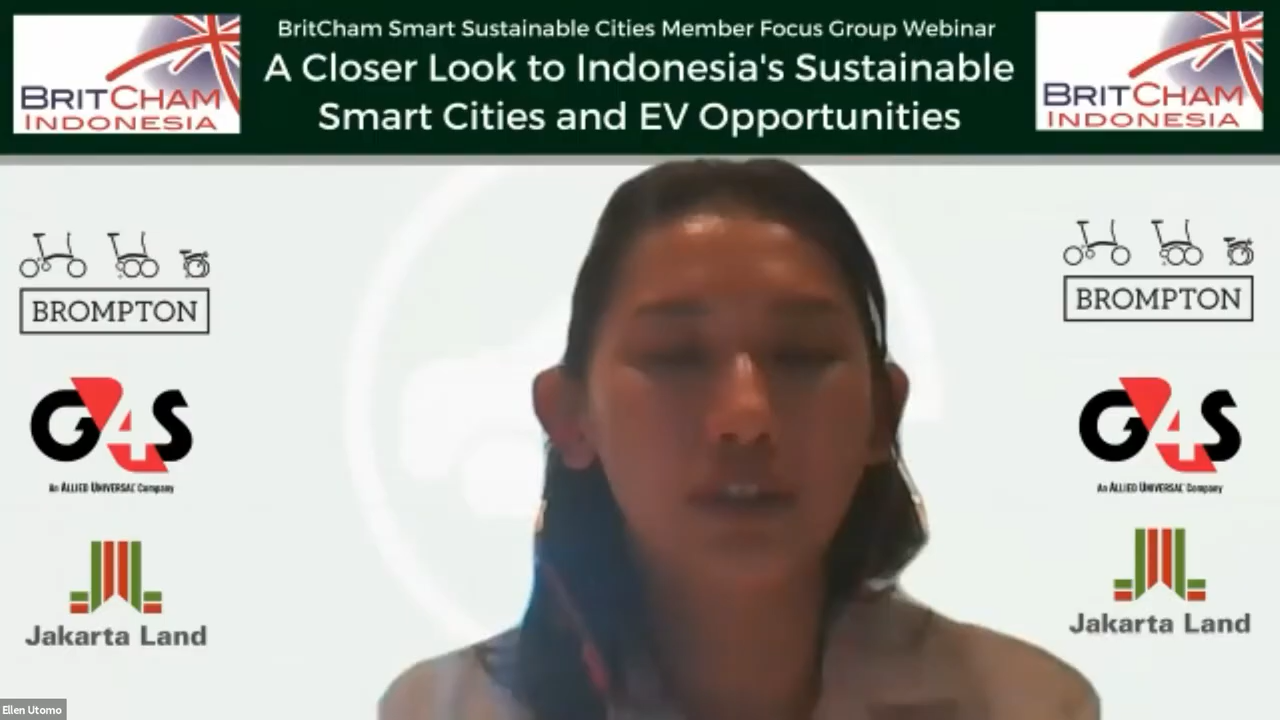 BritCham Smart Sustainable Cities Member Focus Group Webinar
A Closer Look to Indonesia's Sustainable
Smart Cities and EV Opportunities
BRITCHAM
INDONESIA
BRITCHAM
INDONESIA
BROMPTON
G4S
An ALLIED UNIVERSAL Company
Jakarta Land
BROMPTON
G4S
An ALLIED UNIVERSAL Company
Jakarta Land
Ellen Utomo